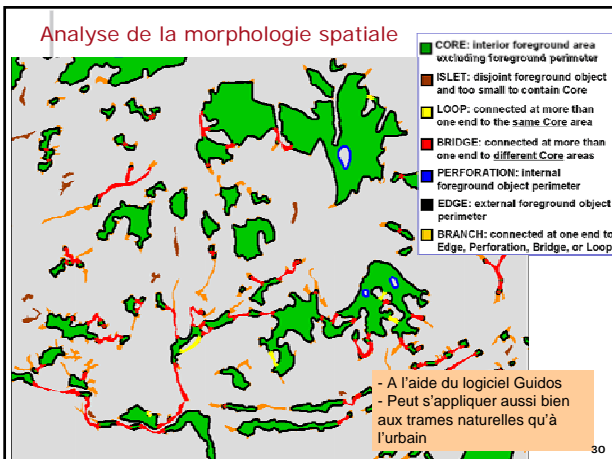 Analyse de la morphologie spatiale
CORE: interior foreground area
excluding foreground perimeter
ISLET: disjoint foreground object
and too small to contain Core
LOOP: connected at more than
one end to the same Core area
BRIDGE: connected at more than
one end to different Core areas
PERFORATION: internal
foreground object perimeter
EDGE: external foreground object
perimeter
BRANCH: connected at one end to
Edge, Perforation, Bridge, or Loop
- A l'aide du logiciel Guidos
- Peut s'appliquer aussi bien
aux trames naturelles qu'à
l'urbain
30